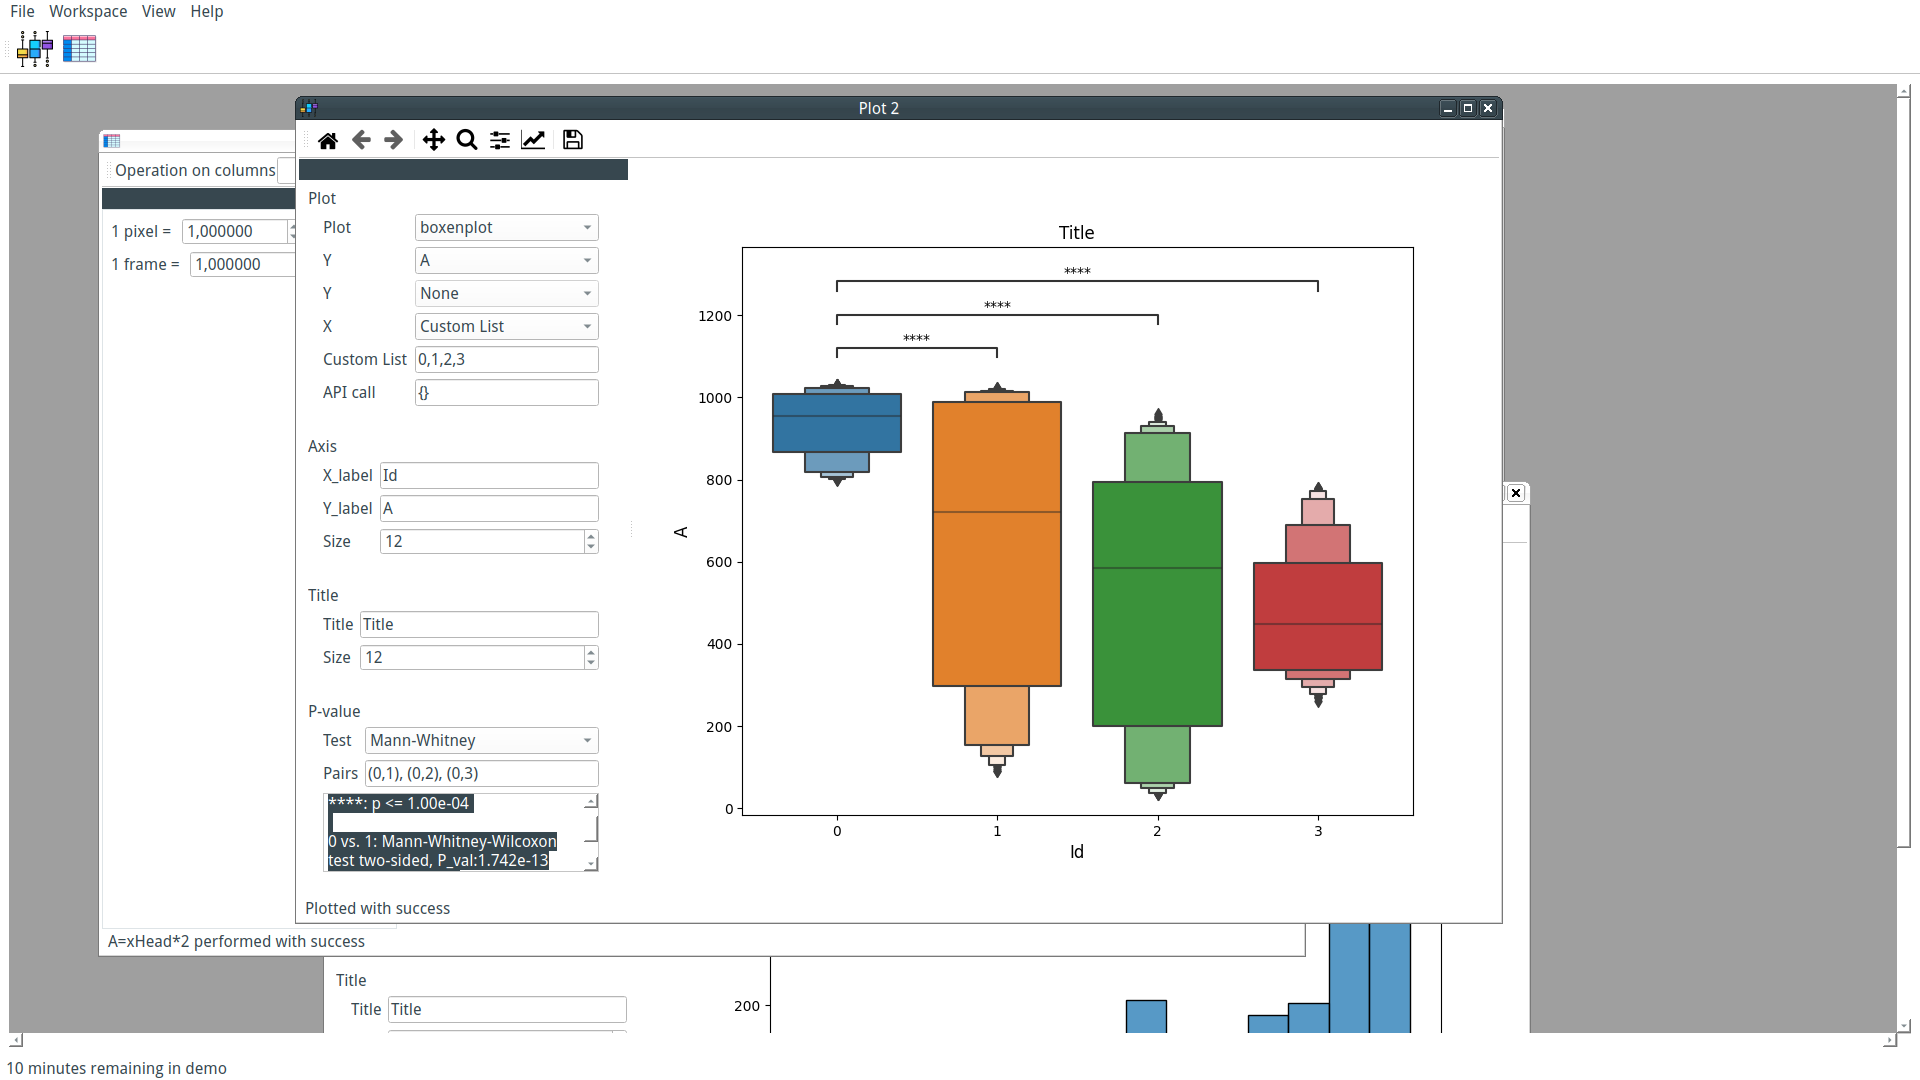 File Workspace View Help
Plot 2
Operation on columns
1 pixel = 1,000000
1 frame = 1,000000
Plot
Plot boxenplot
Y A
Y None
X Custom List
Custom List 0,1,2,3
API call {}
Axis
X_label Id
Y_label A
Size 12
Title
Title Title
Size 12
P-value
Test Mann-Whitney
Pairs (0,1), (0,2), (0,3)
****: p <= 1.00e-04
0 vs. 1: Mann-Whitney-Wilcoxon
test two-sided, P_val:1.742e-13
Plotted with success
Title
****
****
****
1200
1000
800
600
400
200
0
A
0 1 2 3
Id
A=xHead*2 performed with success
Title
Title Title
200
10 minutes remaining in demo